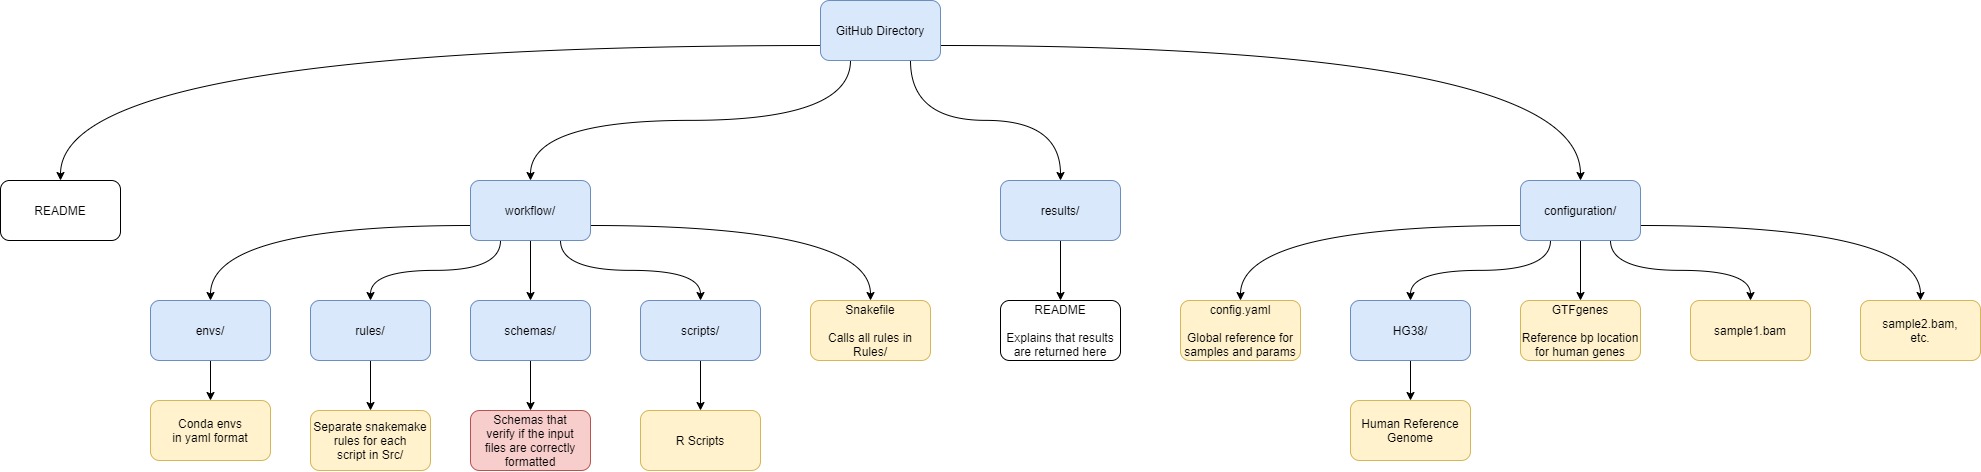 GitHub Directory
README
workflow/
results/
configuration/
envs/
rules/
schemas/
scripts/
Snakefile
Calls all rules in
Rules/
README
Explains that results
are returned here
config.yaml
Global reference for
samples and params
HG38/
GTFgenes
Reference bp location
for human genes
sample1.bam
sample2.bam,
etc.
Conda envs
in yaml format
Separate snakemake
rules for each
script in Src/
Schemas that
verify if the input
files are correctly
formatted
R Scripts
Human Reference
Genome